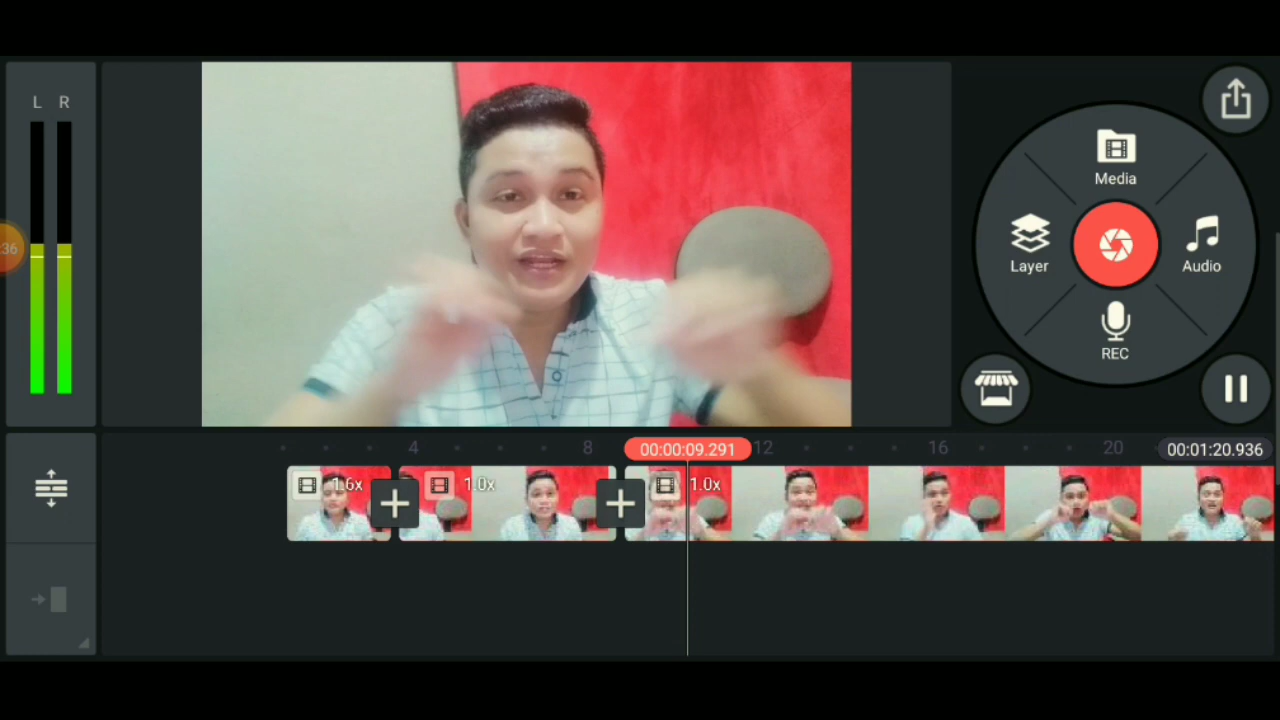 L R
Media
Layer
Audio
REC
:36
4
8
00:00:09.291
12
16
20
00:01:20.936
1.6x
1.0x
1.0x